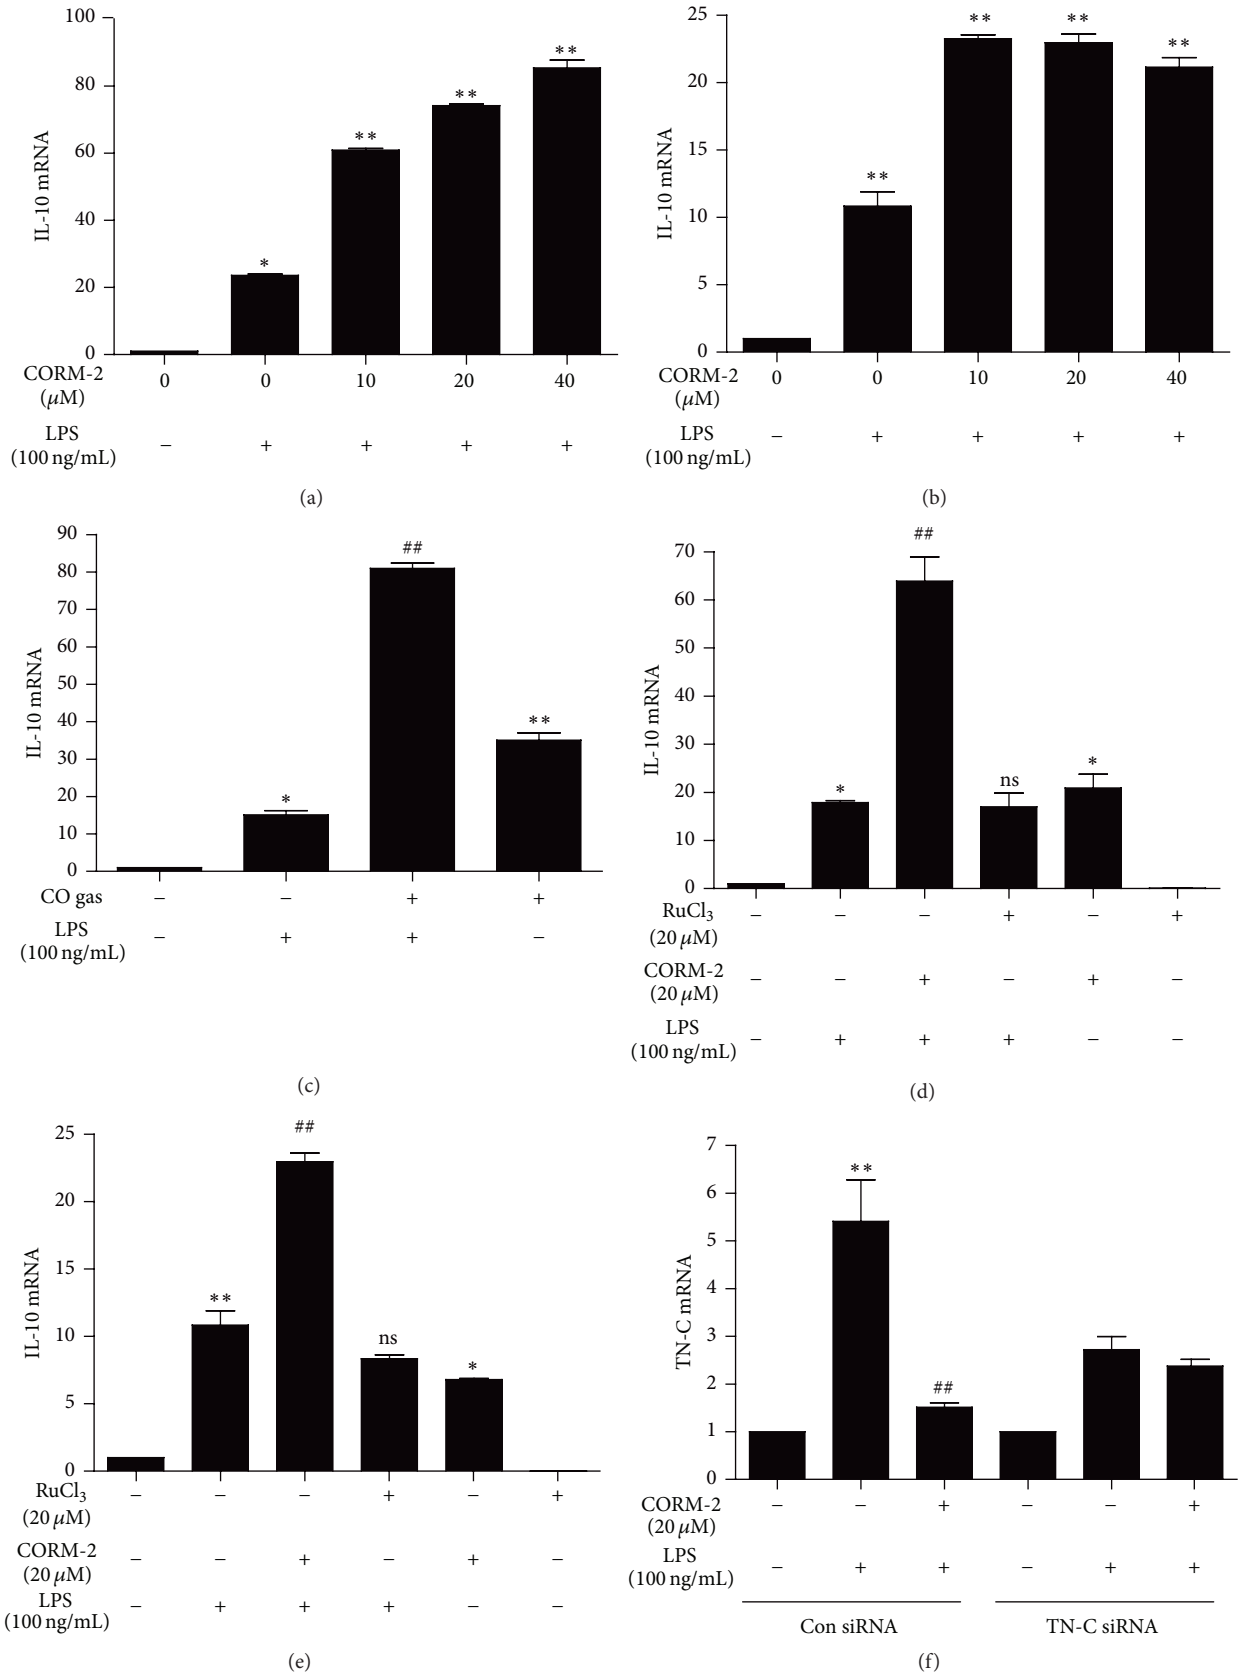 100
80
60
40
20
0
IL-10 mRNA
* ** ** **
CORM-2 0 0 10 20 40
(μM)
LPS − + + + +
(100 ng/mL)
(a)
25
20
15
10
5
0
IL-10 mRNA
** ** ** **
CORM-2 0 0 10 20 40
(μM)
LPS − + + + +
(100 ng/mL)
(b)
90
80
70
60
50
40
30
20
10
0
IL-10 mRNA
* ## **
CO gas − − + +
LPS − + + −
(100 ng/mL)
(c)
70
60
50
40
30
20
10
0
IL-10 mRNA
* ## ns *
RuCl₃ − − − + − +
(20 μM)
CORM-2 − − + − + −
(20 μM)
LPS − + + + − −
(100 ng/mL)
(d)
25
20
15
10
5
0
IL-10 mRNA
** ## ns *
RuCl₃ − − − + − +
(20 μM)
CORM-2 − − + − + −
(20 μM)
LPS − + + + − −
(100 ng/mL)
(e)
7
6
5
4
3
2
1
0
TN-C mRNA
** ##
CORM-2 − − + − − +
(20 μM)
LPS − + + − + +
(100 ng/mL)
Con siRNA TN-C siRNA
(f)